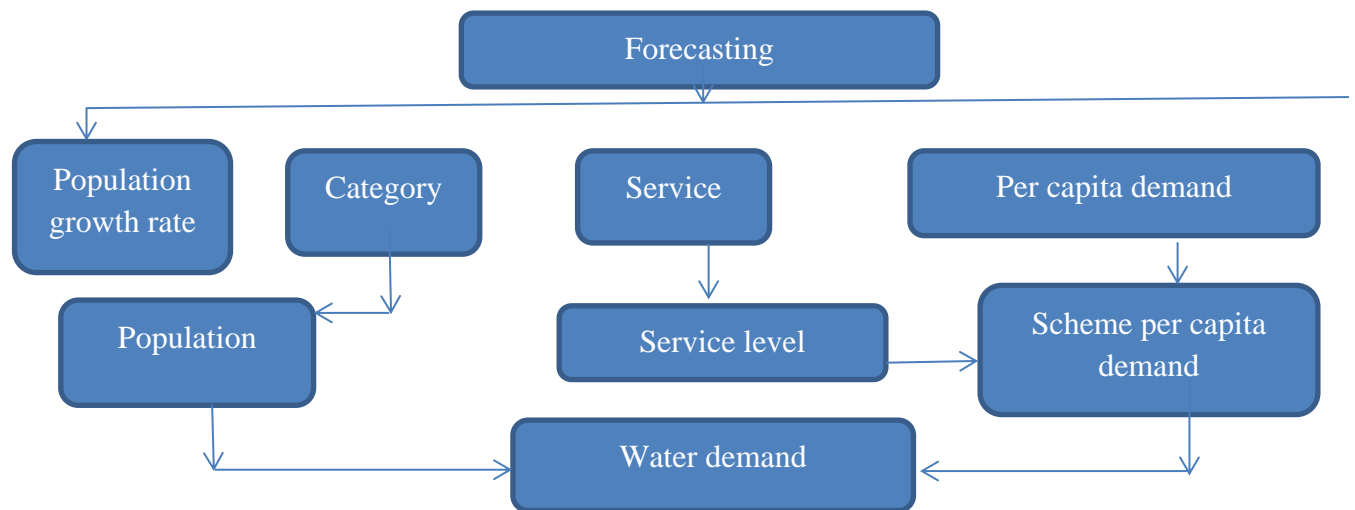 Forecasting
Population
growth rate
Category
Service
Per capita demand
Population
Service level
Scheme per capita
demand
Water demand